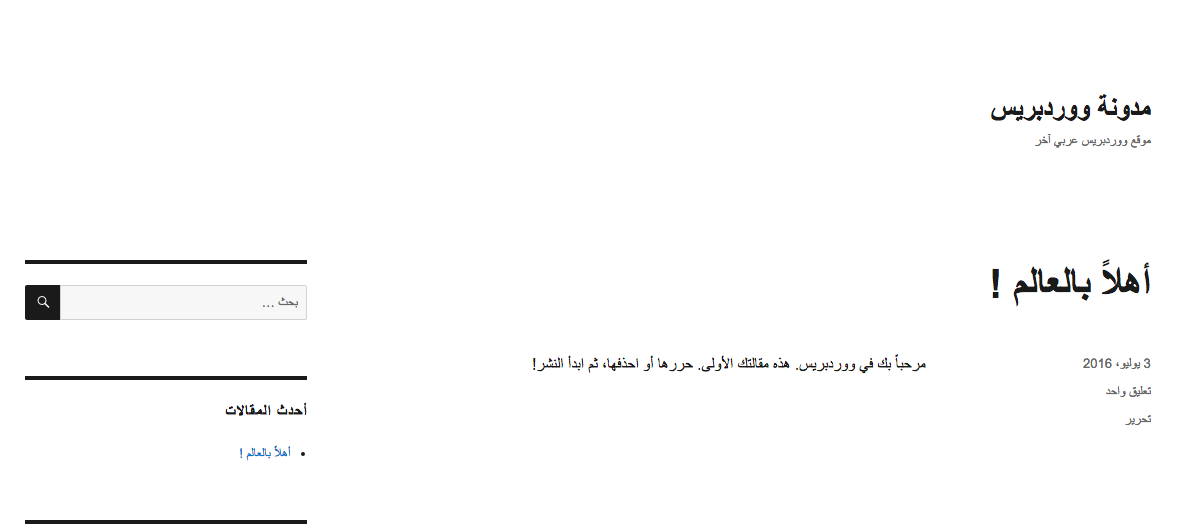 مدونة ووردبريس
موقع ووردبريس عربي آخر
أهلاً بالعالم !
3 يوليو، 2016
تعليق واحد
تحرير
مرحباً بك في ووردبريس. هذه مقالتك الأولى. حررها أو احذفها، ثم ابدأ النشر!
بحث ...
أحدث المقالات
أهلاً بالعالم !